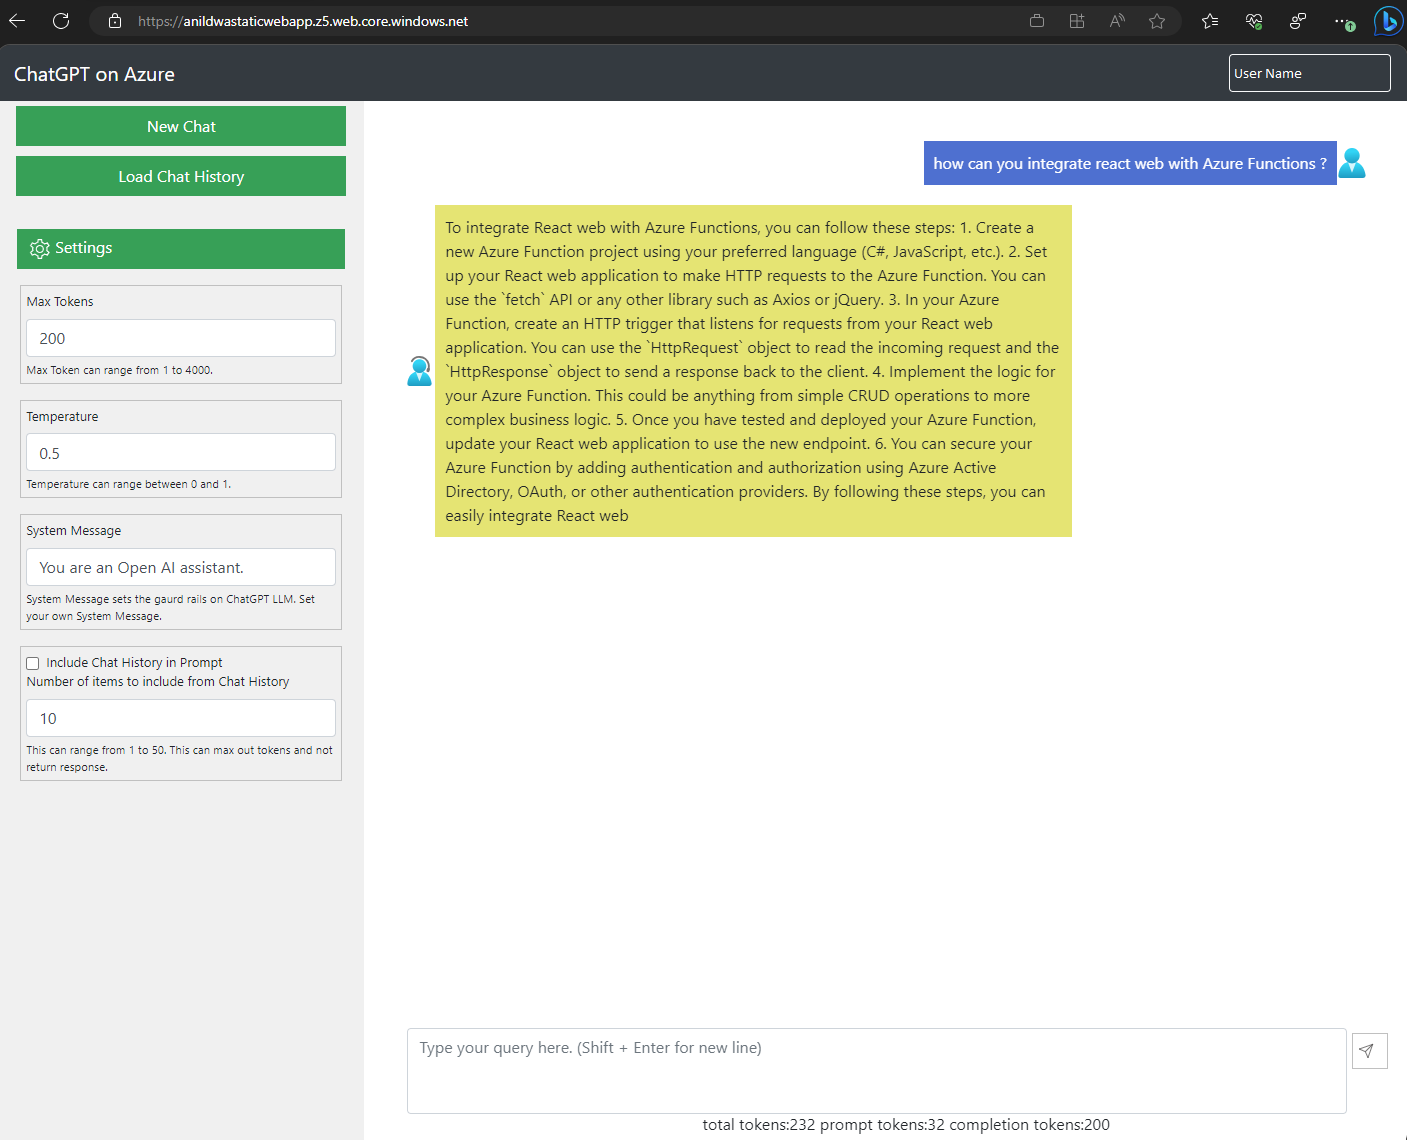 https://anildwastaticwebapp.z5.web.core.windows.net
ChatGPT on Azure
User Name
New Chat
Load Chat History
Settings
Max Tokens
200
Max Token can range from 1 to 4000.
Temperature
0.5
Temperature can range between 0 and 1.
System Message
You are an Open AI assistant.
System Message sets the gaurd rails on ChatGPT LLM. Set
your own System Message.
Include Chat History in Prompt
Number of items to include from Chat History
10
This can range from 1 to 50. This can max out tokens and not
return response.
how can you integrate react web with Azure Functions ?
To integrate React web with Azure Functions, you can follow these steps: 1. Create a
new Azure Function project using your preferred language (C#, JavaScript, etc.). 2. Set
up your React web application to make HTTP requests to the Azure Function. You can
use the `fetch` API or any other library such as Axios or jQuery. 3. In your Azure
Function, create an HTTP trigger that listens for requests from your React web
application. You can use the `HttpRequest` object to read the incoming request and the
`HttpResponse` object to send a response back to the client. 4. Implement the logic for
your Azure Function. This could be anything from simple CRUD operations to more
complex business logic. 5. Once you have tested and deployed your Azure Function,
update your React web application to use the new endpoint. 6. You can secure your
Azure Function by adding authentication and authorization using Azure Active
Directory, OAuth, or other authentication providers. By following these steps, you can
easily integrate React web
Type your query here. (Shift + Enter for new line)
total tokens:232 prompt tokens:32 completion tokens:200